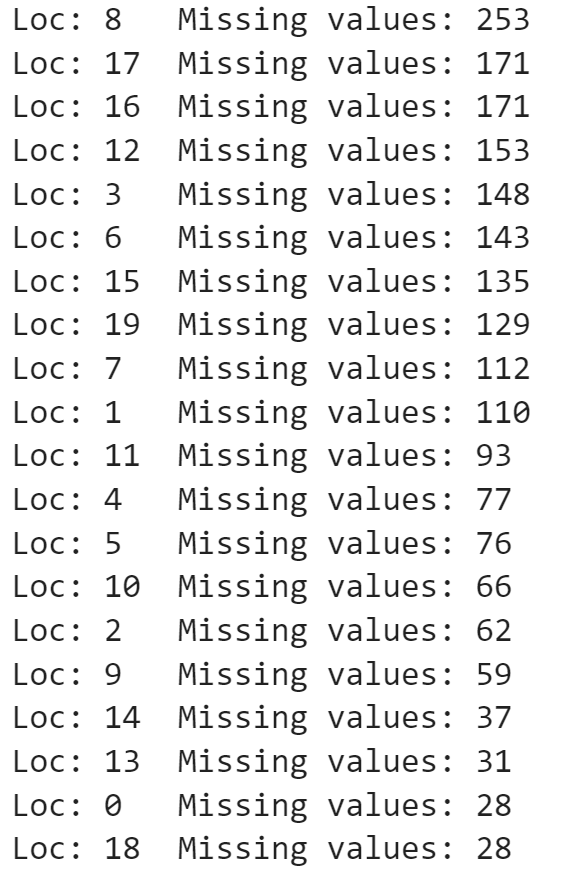 Loc: 8   Missing values: 253
Loc: 17  Missing values: 171
Loc: 16  Missing values: 171
Loc: 12  Missing values: 153
Loc: 3   Missing values: 148
Loc: 6   Missing values: 143
Loc: 15  Missing values: 135
Loc: 19  Missing values: 129
Loc: 7   Missing values: 112
Loc: 1   Missing values: 110
Loc: 11  Missing values: 93
Loc: 4   Missing values: 77
Loc: 5   Missing values: 76
Loc: 10  Missing values: 66
Loc: 2   Missing values: 62
Loc: 9   Missing values: 59
Loc: 14  Missing values: 37
Loc: 13  Missing values: 31
Loc: 0   Missing values: 28
Loc: 18  Missing values: 28